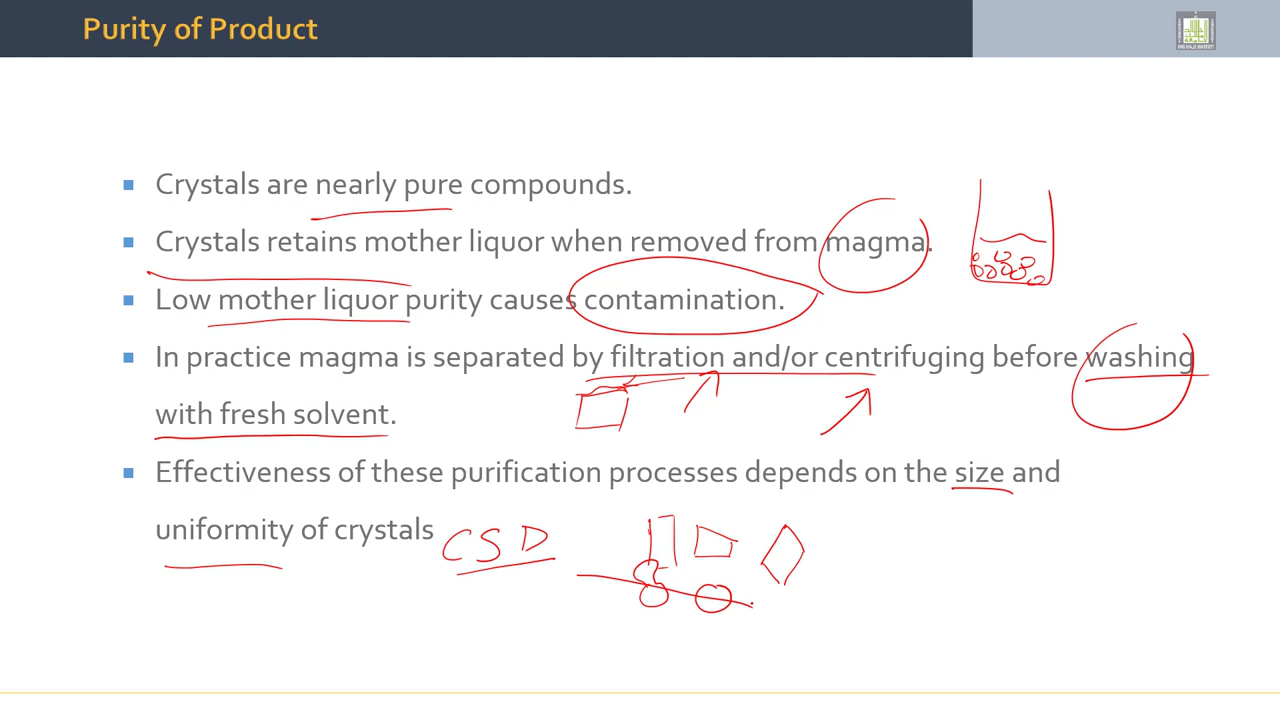 Purity of Product
Crystals are nearly pure compounds.
Crystals retains mother liquor when removed from magma.
Low mother liquor purity causes contamination.
In practice magma is separated by filtration and/or centrifuging before washing
with fresh solvent.
Effectiveness of these purification processes depends on the size and
uniformity of crystals
CSD